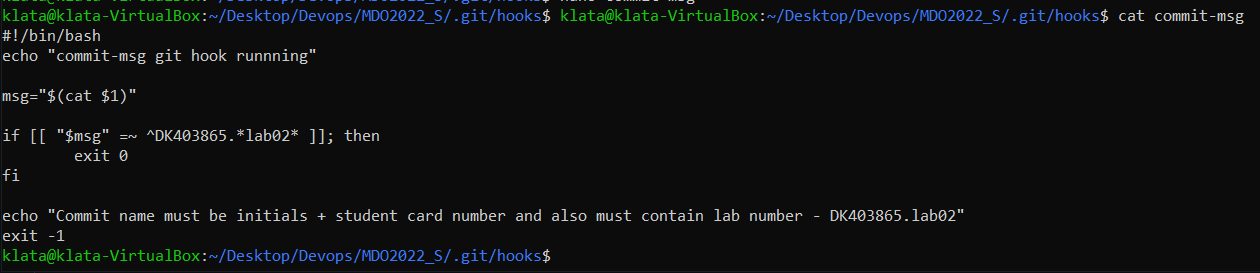 klata@klata-VirtualBox:~/Desktop/Devops/MDO2022_S/.git/hooks$ klata@klata-VirtualBox:~/Desktop/Devops/MDO2022_S/.git/hooks$ cat commit-msg
#!/bin/bash
echo "commit-msg git hook runnning"
msg="$(cat $1)"
if [[ "$msg" =~ ^DK403865.*lab02* ]]; then
exit 0
fi
echo "Commit name must be initials + student card number and also must contain lab number - DK403865.lab02"
exit -1
klata@klata-VirtualBox:~/Desktop/Devops/MDO2022_S/.git/hooks$